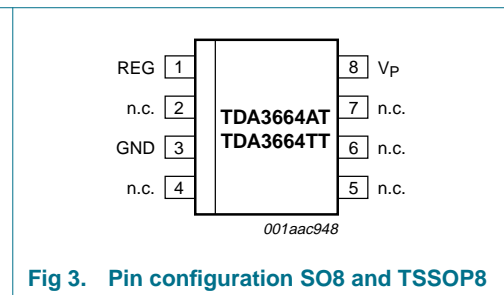 REG 1
n.c. 2
GND 3
n.c. 4
TDA3664AT
TDA3664TT
8 VP
7 n.c.
6 n.c.
5 n.c.
001aac948
Fig 3. Pin configuration SO8 and TSSOP8